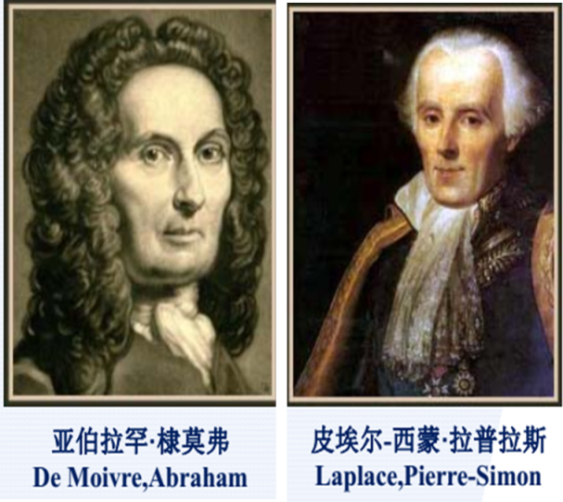 亚伯拉罕·棣莫弗
De Moivre,Abraham
皮埃尔-西蒙·拉普拉斯
Laplace,Pierre-Simon